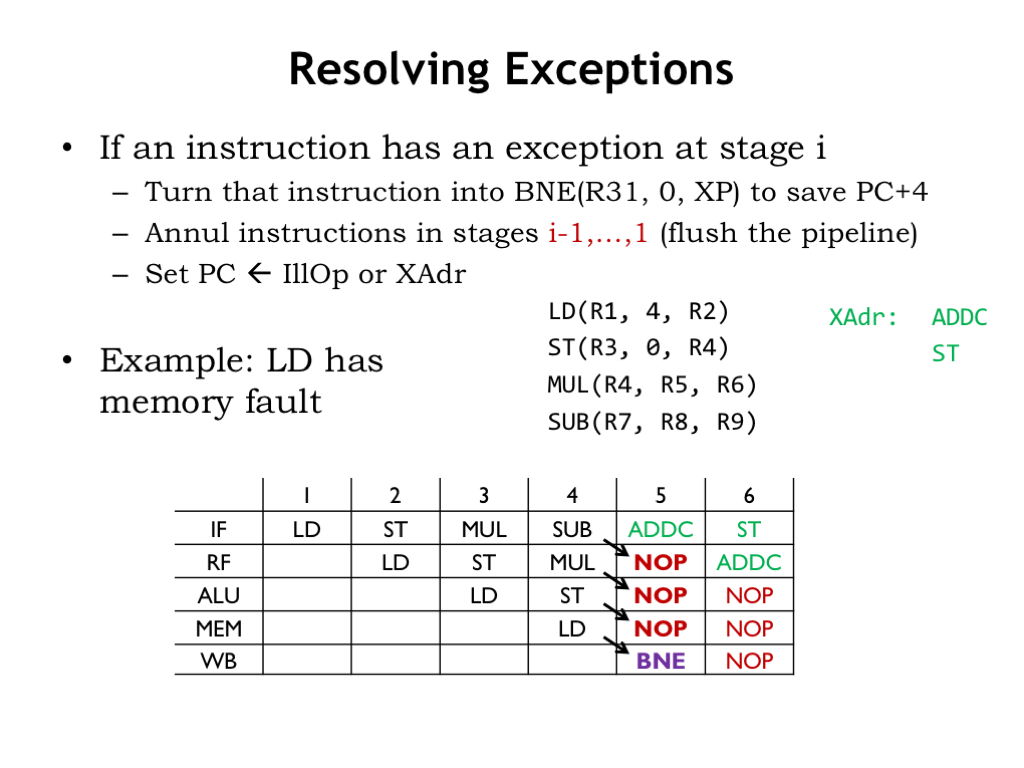 Resolving Exceptions
• If an instruction has an exception at stage i
– Turn that instruction into BNE(R31, 0, XP) to save PC+4
– Annul instructions in stages i-1,…,1 (flush the pipeline)
– Set PC ← IllOp or XAdr
• Example: LD has
memory fault
LD(R1, 4, R2)
ST(R3, 0, R4)
MUL(R4, R5, R6)
SUB(R7, R8, R9)
XAdr: ADDC
ST
1 2 3 4 5 6
IF LD ST MUL SUB ADDC ST
RF LD ST MUL NOP ADDC
ALU LD ST NOP NOP
MEM LD NOP NOP
WB BNE NOP